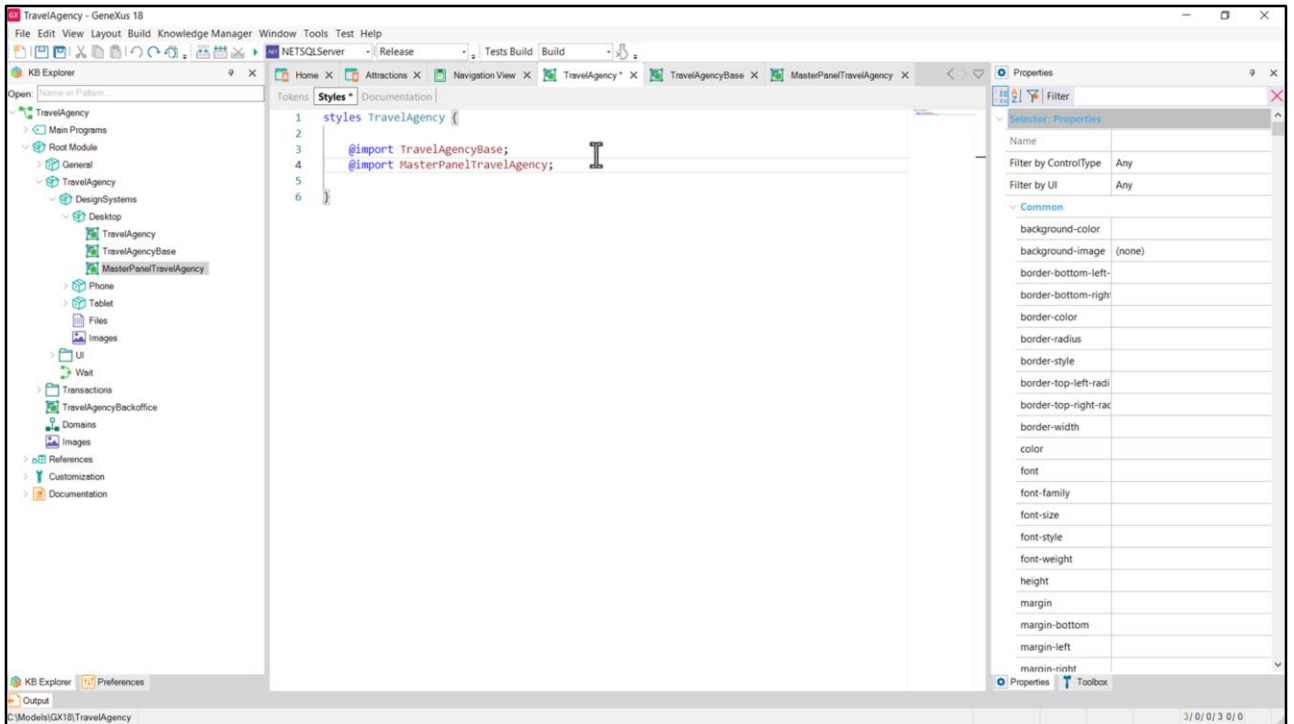 TravelAgency - GeneXus 18
File Edit View Layout Build Knowledge Manager Window Tools Test Help
NETSQLServer Release Tests Build Build
KB Explorer
Open: Name or Pattern...
TravelAgency
Main Programs
Root Module
General
TravelAgency
DesignSystems
Desktop
TravelAgency
TravelAgencyBase
MasterPanelTravelAgency
Phone
Tablet
Files
Images
UI
Wait
Transactions
TravelAgencyBackoffice
Domains
Images
References
Customization
Documentation
KB Explorer Preferences
Home Attractions Navigation View TravelAgency * TravelAgencyBase MasterPanelTravelAgency
Tokens Styles * Documentation
1 styles TravelAgency {
2
3 @import TravelAgencyBase;
4 @import MasterPanelTravelAgency;
5
6 }
Properties
Filter
Selector: Properties
Name
Filter by ControlType Any
Filter by UI Any
Common
background-color
background-image (none)
border-bottom-left-
border-bottom-righ
border-color
border-radius
border-style
border-top-left-radi
border-top-right-rad
border-width
color
font
font-family
font-size
font-style
font-weight
height
margin
margin-bottom
margin-left
margin-right
Properties Toolbox
Output
C:\Models\GX18\TravelAgency
3/ 0/ 0/ 3 0/ 0